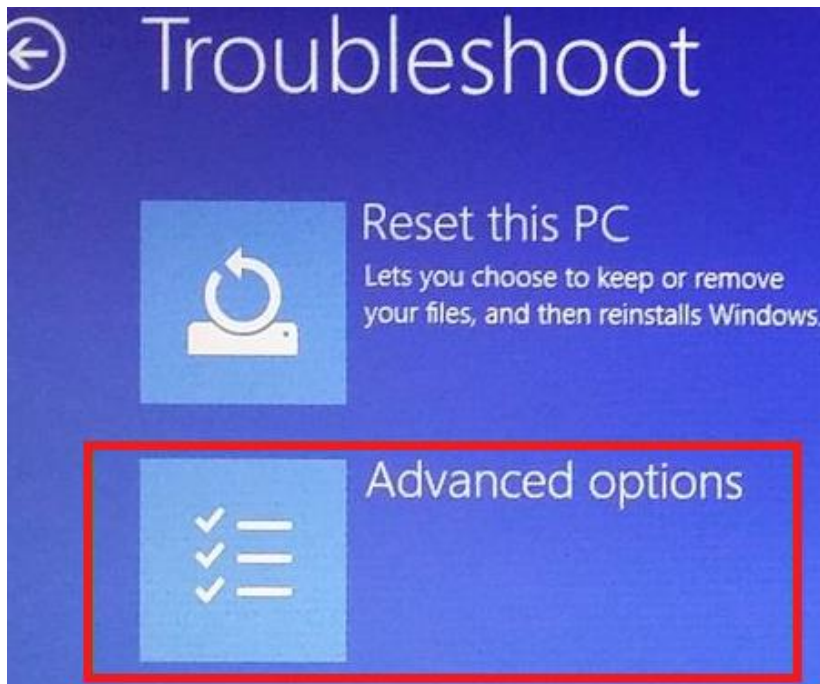 Troubleshoot
Reset this PC
Lets you choose to keep or remove
your files, and then reinstalls Windows.
Advanced options